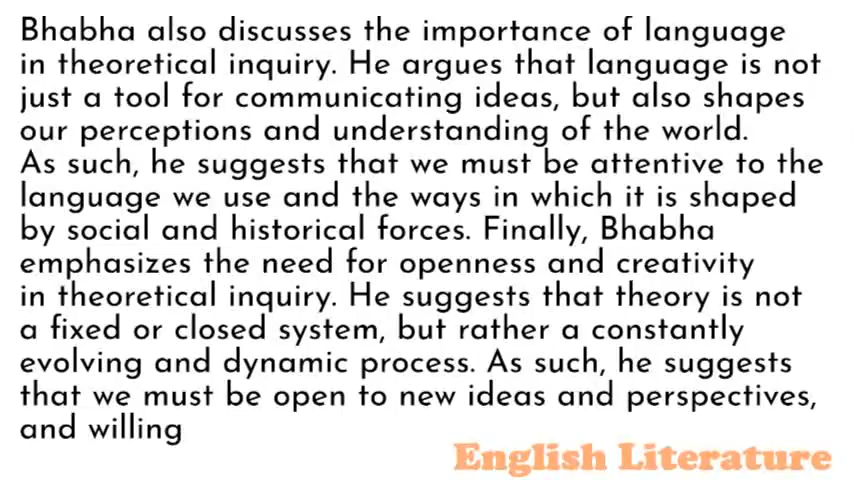 Bhabha also discusses the importance of language
in theoretical inquiry. He argues that language is not
just a tool for communicating ideas, but also shapes
our perceptions and understanding of the world.
As such, he suggests that we must be attentive to the
language we use and the ways in which it is shaped
by social and historical forces. Finally, Bhabha
emphasizes the need for openness and creativity
in theoretical inquiry. He suggests that theory is not
a fixed or closed system, but rather a constantly
evolving and dynamic process. As such, he suggests
that we must be open to new ideas and perspectives,
and willing
English Literature